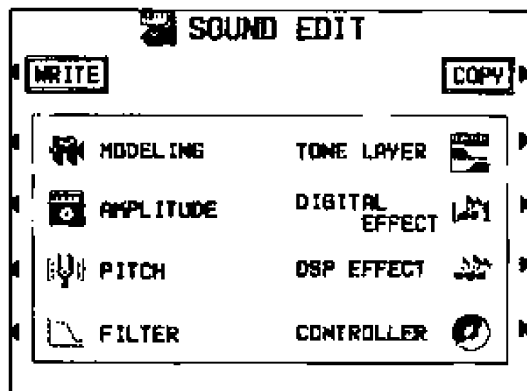 SOUND EDIT
WRITE
COPY
MODELING
TONE LAYER
AMPLITUDE
DIGITAL
EFFECT
PITCH
DSP EFFECT
FILTER
CONTROLLER